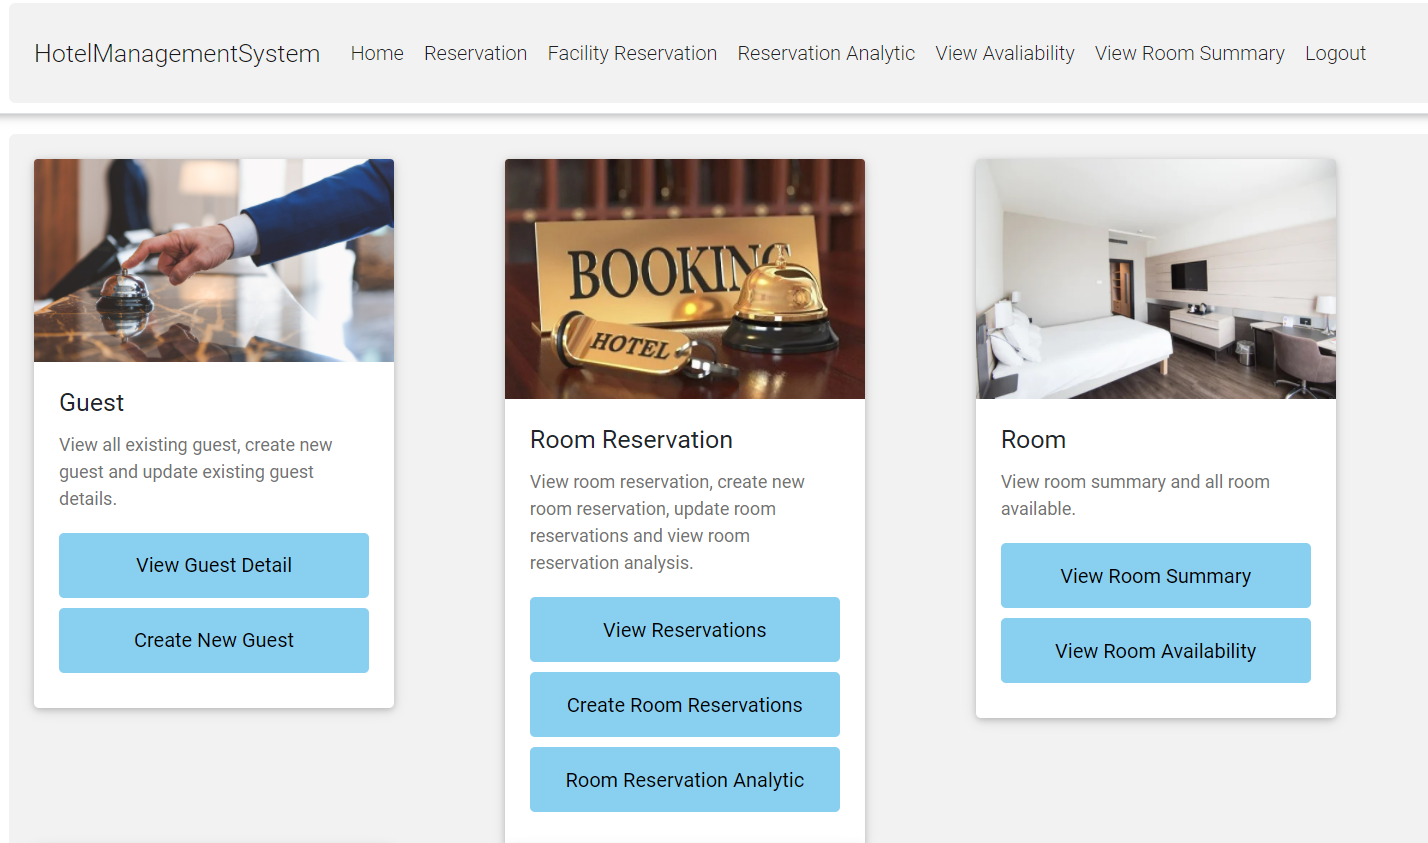 HotelManagementSystem Home Reservation Facility Reservation Reservation Analytic View Avaliability View Room Summary Logout
Guest
View all existing guest, create new
guest and update existing guest
details.
View Guest Detail
Create New Guest
BOOKING
HOTEL
Room Reservation
View room reservation, create new
room reservation, update room
reservations and view room
reservation analysis.
View Reservations
Create Room Reservations
Room Reservation Analytic
Room
View room summary and all room
available.
View Room Summary
View Room Availability